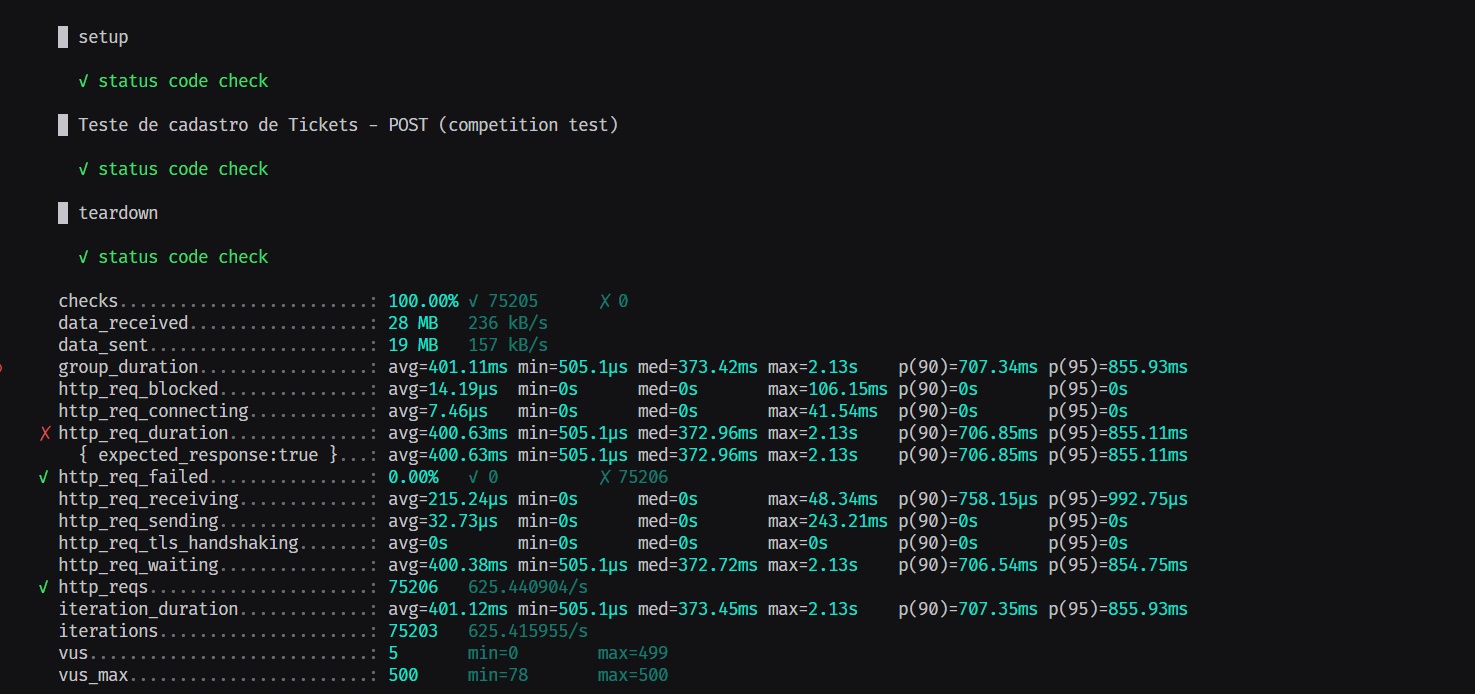 █ setup
✓ status code check
█ Teste de cadastro de Tickets - POST (competition test)
✓ status code check
█ teardown
✓ status code check
checks.........................: 100.00% ✓ 75205 ✗ 0
data_received..................: 28 MB 236 kB/s
data_sent......................: 19 MB 157 kB/s
group_duration.................: avg=401.11ms min=505.1µs med=373.42ms max=2.13s p(90)=707.34ms p(95)=855.93ms
http_req_blocked...............: avg=14.19µs min=0s med=0s max=106.15ms p(90)=0s p(95)=0s
http_req_connecting............: avg=7.46µs min=0s med=0s max=41.54ms p(90)=0s p(95)=0s
✗ http_req_duration..............: avg=400.63ms min=505.1µs med=372.96ms max=2.13s p(90)=706.85ms p(95)=855.11ms
{ expected_response:true }...: avg=400.63ms min=505.1µs med=372.96ms max=2.13s p(90)=706.85ms p(95)=855.11ms
✓ http_req_failed................: 0.00% ✓ 0 ✗ 75206
http_req_receiving.............: avg=215.24µs min=0s med=0s max=48.34ms p(90)=758.15µs p(95)=992.75µs
http_req_sending...............: avg=32.73µs min=0s med=0s max=243.21ms p(90)=0s p(95)=0s
http_req_tls_handshaking.......: avg=0s min=0s med=0s max=0s p(90)=0s p(95)=0s
http_req_waiting...............: avg=400.38ms min=505.1µs med=372.72ms max=2.13s p(90)=706.54ms p(95)=854.75ms
✓ http_reqs......................: 75206 625.440904/s
iteration_duration.............: avg=401.12ms min=505.1µs med=373.45ms max=2.13s p(90)=707.35ms p(95)=855.93ms
iterations.....................: 75203 625.415955/s
vus............................: 5 min=0 max=499
vus_max........................: 500 min=78 max=500